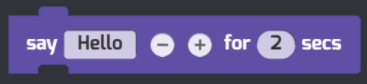 say Hello − + for 2 secs